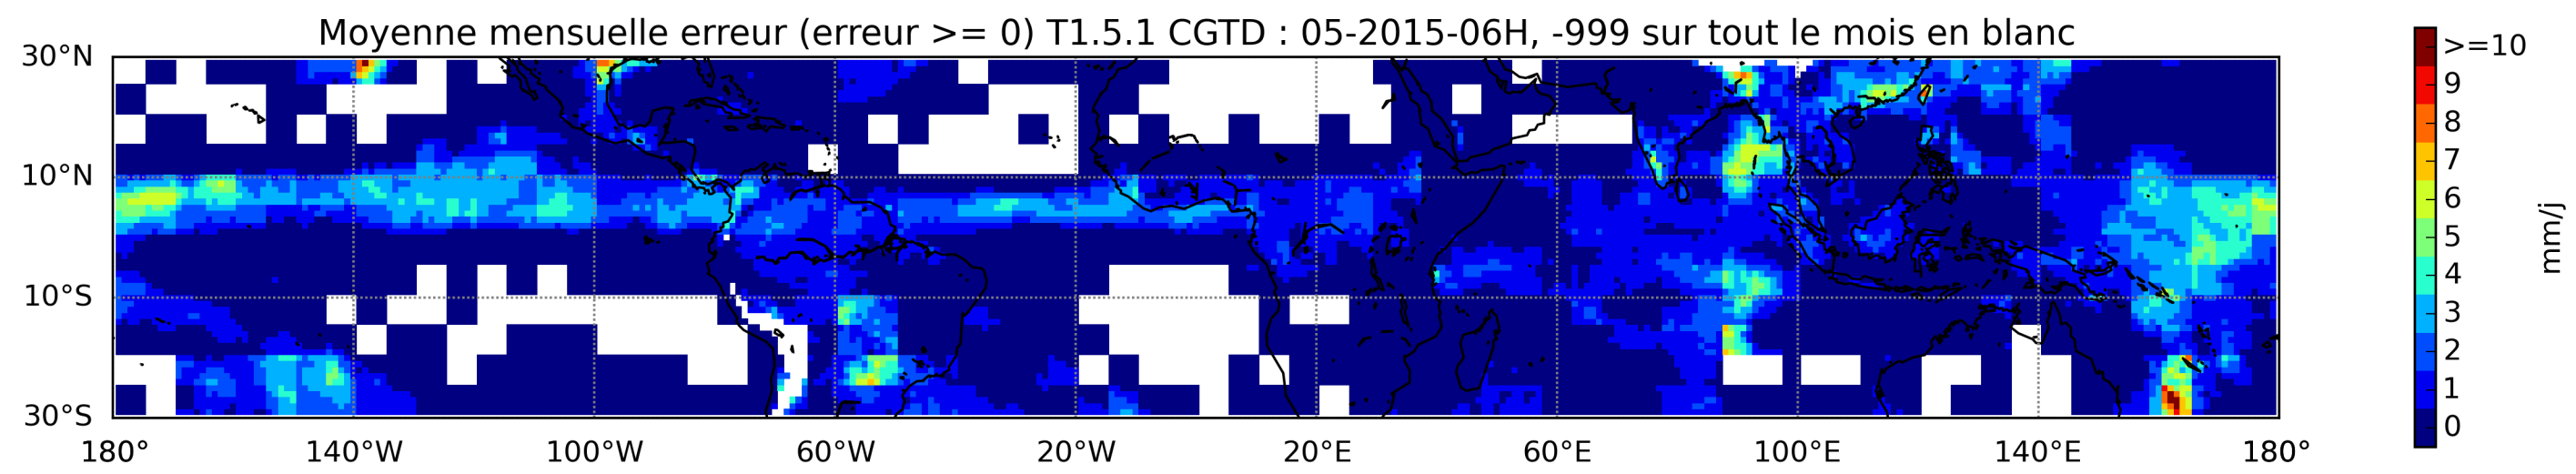 Moyenne mensuelle erreur (erreur >= 0) T1.5.1 CGTD : 05-2015-06H, -999 sur tout le mois en blanc
30°N
10°N
10°S
30°S
180° 140°W 100°W 60°W 20°W 20°E 60°E 100°E 140°E 180°
>=10
9
8
7
6
5
4
3
2
1
0
mm/j